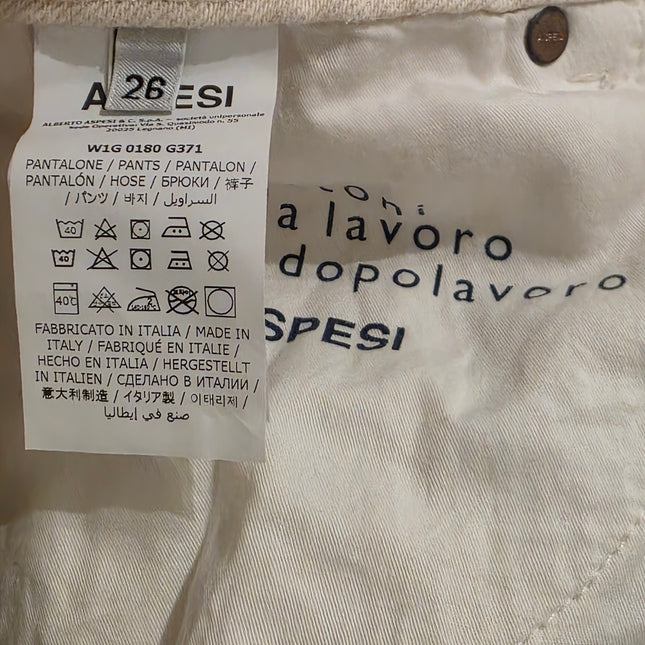 26
ASPESI
ALBERTO ASPESI & C. S.p.A. – società unipersonale
Sede Operativa: Via S. Quasimodo n. 55
20025 Legnano (MI)
W1G 0180 G371
PANTALONE / PANTS / PANTALON /
PANTALÓN / HOSE / БРЮКИ / 裤子
/ パンツ / 바지 / السراويل
40
40
40°C
FABBRICATO IN ITALIA / MADE IN
ITALY / FABRIQUÉ EN ITALIE /
HECHO EN ITALIA / HERGESTELLT
IN ITALIEN / СДЕЛАНО В ИТАЛИИ /
意大利制造 / イタリア製 / 이태리제 /
صنع في إيطاليا
a lavoro
dopolavoro
SPESI